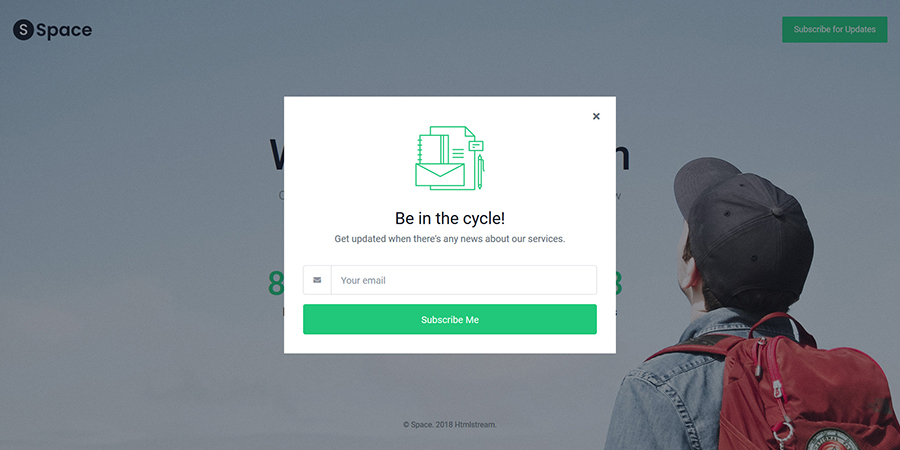 S Space
Subscribe for Updates
Be in the cycle!
Get updated when there's any news about our services.
Your email
Subscribe Me
© Space. 2018 Htmlstream.